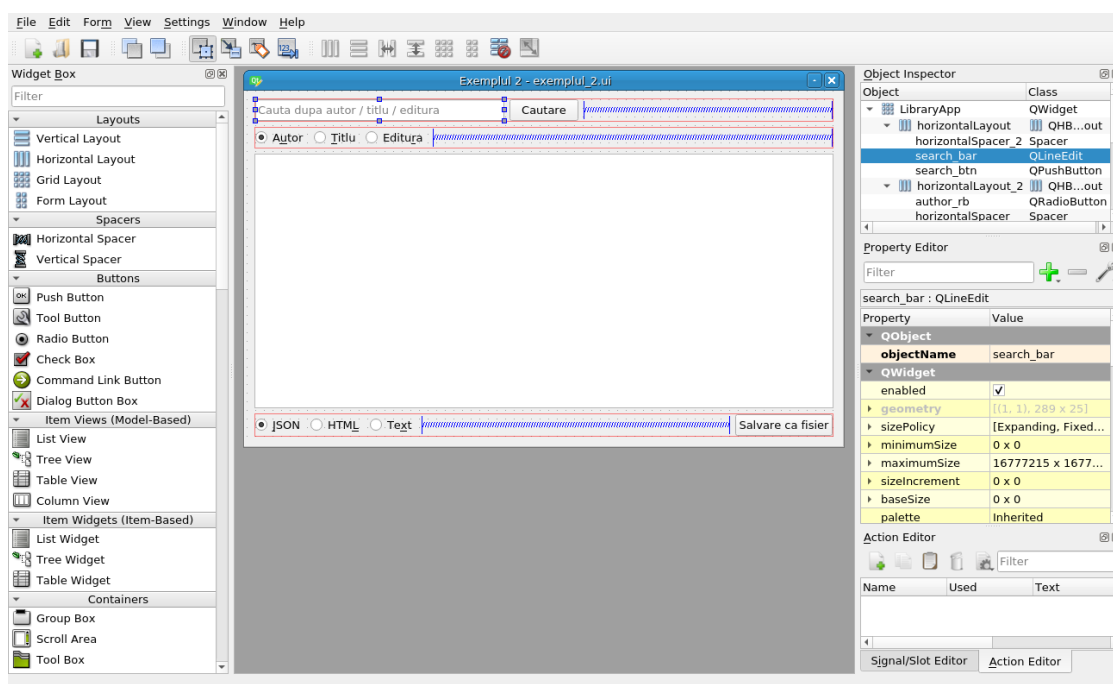 File Edit Form View Settings Window Help
Widget Box
Filter
Layouts
Vertical Layout
Horizontal Layout
Grid Layout
Form Layout
Spacers
Horizontal Spacer
Vertical Spacer
Buttons
OK Push Button
Tool Button
Radio Button
Check Box
Command Link Button
Dialog Button Box
Item Views (Model-Based)
List View
Tree View
Table View
Column View
Item Widgets (Item-Based)
List Widget
Tree Widget
Table Widget
Containers
Group Box
Scroll Area
Tool Box
Exemplul 2 - exemplul_2.ui
Cauta dupa autor / titlu / editura Cautare
Autor Titlu Editura
JSON HTML Text Salvare ca fisier
Object Inspector
Object Class
LibraryApp QWidget
horizontalLayout QHB...out
horizontalSpacer_2 Spacer
search_bar QLineEdit
search_btn QPushButton
horizontalLayout_2 QHB...out
author_rb QRadioButton
horizontalSpacer Spacer
Property Editor
Filter
search_bar : QLineEdit
Property Value
QObject
objectName search_bar
QWidget
enabled
geometry [(1, 1), 289 x 25]
sizePolicy [Expanding, Fixed...
minimumSize 0 x 0
maximumSize 16777215 x 1677...
sizeIncrement 0 x 0
baseSize 0 x 0
palette Inherited
Action Editor
Filter
Name Used Text
Signal/Slot Editor Action Editor